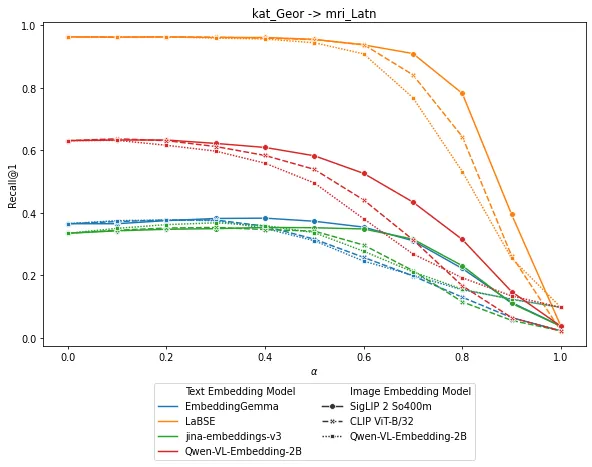 kat_Geor -> mri_Latn
1.0
0.8
0.6
0.4
0.2
0.0
Recall@1
0.0 0.2 0.4 0.6 0.8 1.0
α
Text Embedding Model Image Embedding Model
EmbeddingGemma SigLIP 2 So400m
LaBSE CLIP ViT-B/32
jina-embeddings-v3 Qwen-VL-Embedding-2B
Qwen-VL-Embedding-2B